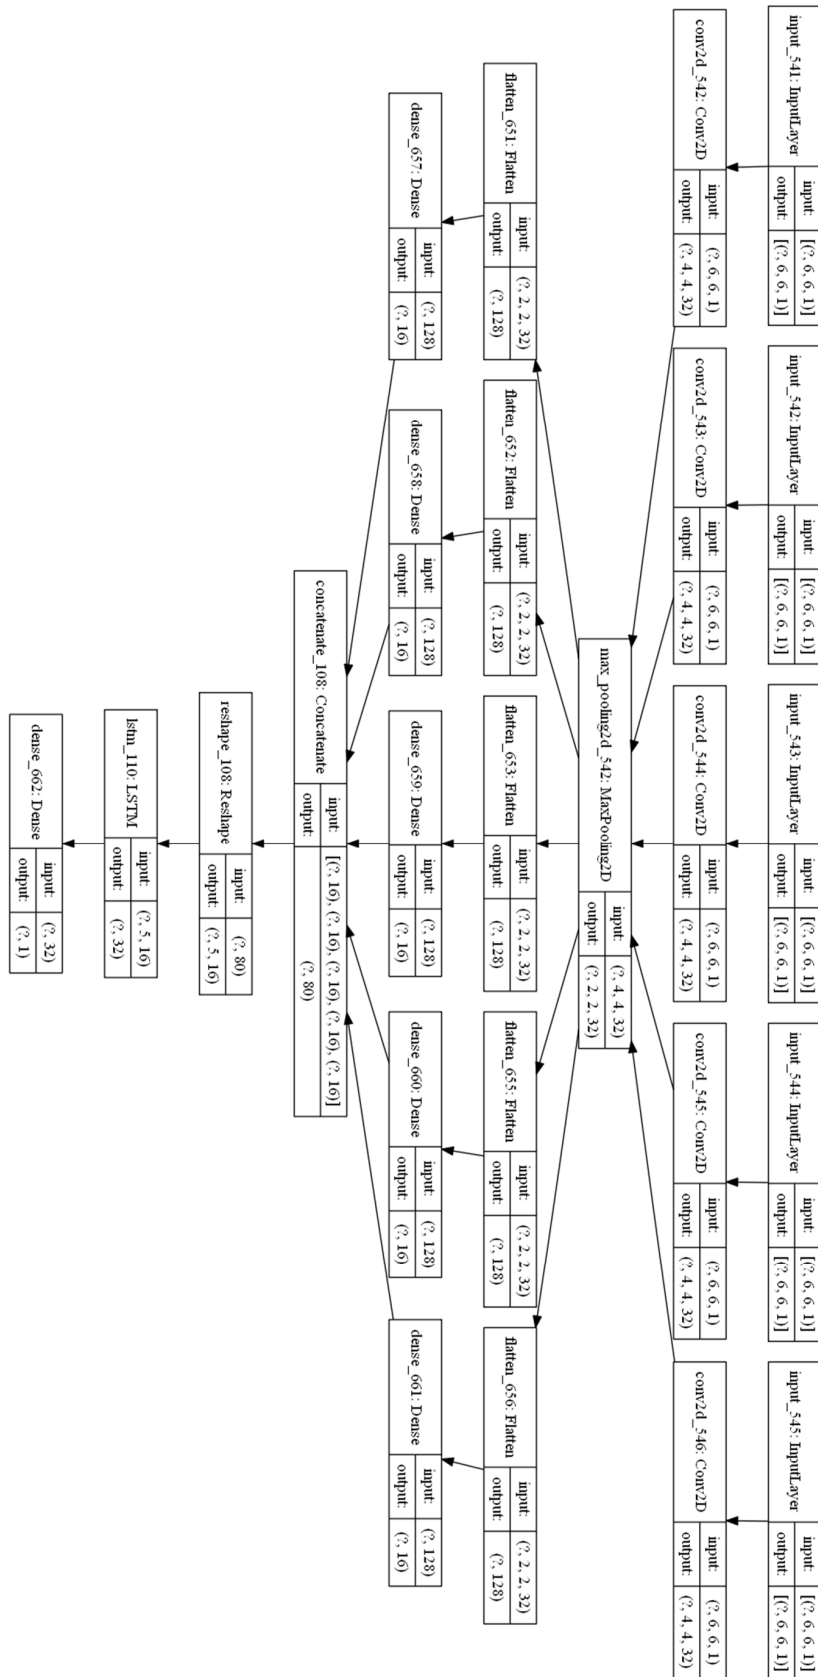 input_541: InputLayer
input: [(?, 6, 6, 1)]
output: [(?, 6, 6, 1)]
input_542: InputLayer
input: [(?, 6, 6, 1)]
output: [(?, 6, 6, 1)]
input_543: InputLayer
input: [(?, 6, 6, 1)]
output: [(?, 6, 6, 1)]
input_544: InputLayer
input: [(?, 6, 6, 1)]
output: [(?, 6, 6, 1)]
input_545: InputLayer
input: [(?, 6, 6, 1)]
output: [(?, 6, 6, 1)]
conv2d_542: Conv2D
input: (?, 6, 6, 1)
output: (?, 4, 4, 32)
conv2d_543: Conv2D
input: (?, 6, 6, 1)
output: (?, 4, 4, 32)
conv2d_544: Conv2D
input: (?, 6, 6, 1)
output: (?, 4, 4, 32)
conv2d_545: Conv2D
input: (?, 6, 6, 1)
output: (?, 4, 4, 32)
conv2d_546: Conv2D
input: (?, 6, 6, 1)
output: (?, 4, 4, 32)
max_pooling2d_542: MaxPooling2D
input: (?, 4, 4, 32)
output: (?, 2, 2, 32)
flatten_651: Flatten
input: (?, 2, 2, 32)
output: (?, 128)
flatten_652: Flatten
input: (?, 2, 2, 32)
output: (?, 128)
flatten_653: Flatten
input: (?, 2, 2, 32)
output: (?, 128)
flatten_655: Flatten
input: (?, 2, 2, 32)
output: (?, 128)
flatten_656: Flatten
input: (?, 2, 2, 32)
output: (?, 128)
dense_657: Dense
input: (?, 128)
output: (?, 16)
dense_658: Dense
input: (?, 128)
output: (?, 16)
dense_659: Dense
input: (?, 128)
output: (?, 16)
dense_660: Dense
input: (?, 128)
output: (?, 16)
dense_661: Dense
input: (?, 128)
output: (?, 16)
concatenate_108: Concatenate
input: [(?, 16), (?, 16), (?, 16), (?, 16), (?, 16)]
output: (?, 80)
reshape_108: Reshape
input: (?, 80)
output: (?, 5, 16)
lstm_110: LSTM
input: (?, 5, 16)
output: (?, 32)
dense_662: Dense
input: (?, 32)
output: (?, 1)